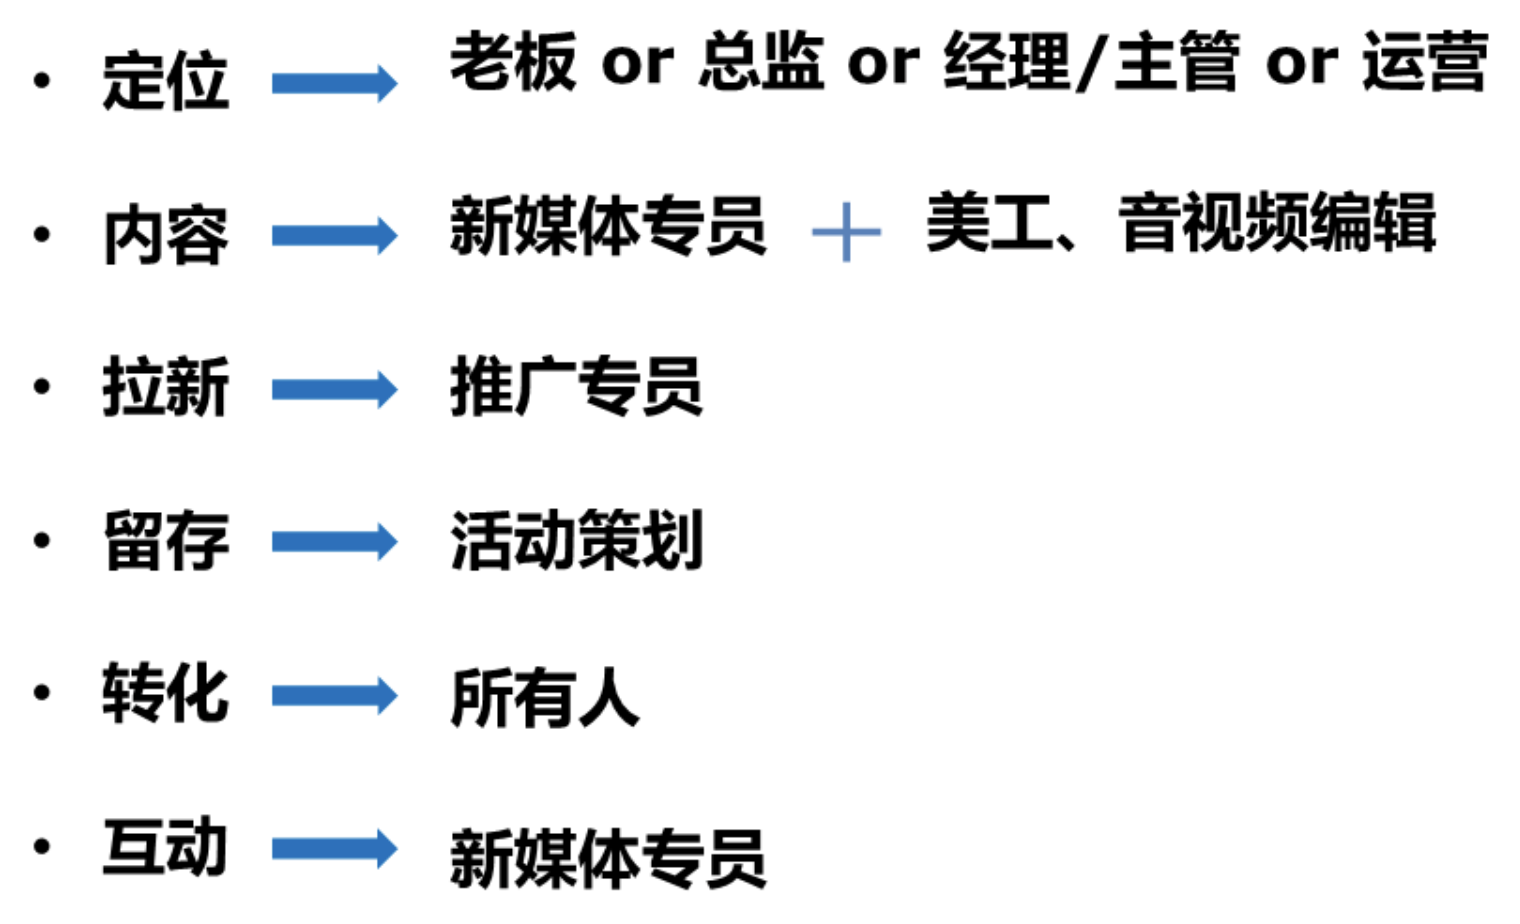 • 定位 老板 or 总监 or 经理/主管 or 运营
• 内容 新媒体专员 + 美工、音视频编辑
• 拉新 推广专员
• 留存 活动策划
• 转化 所有人
• 互动 新媒体专员